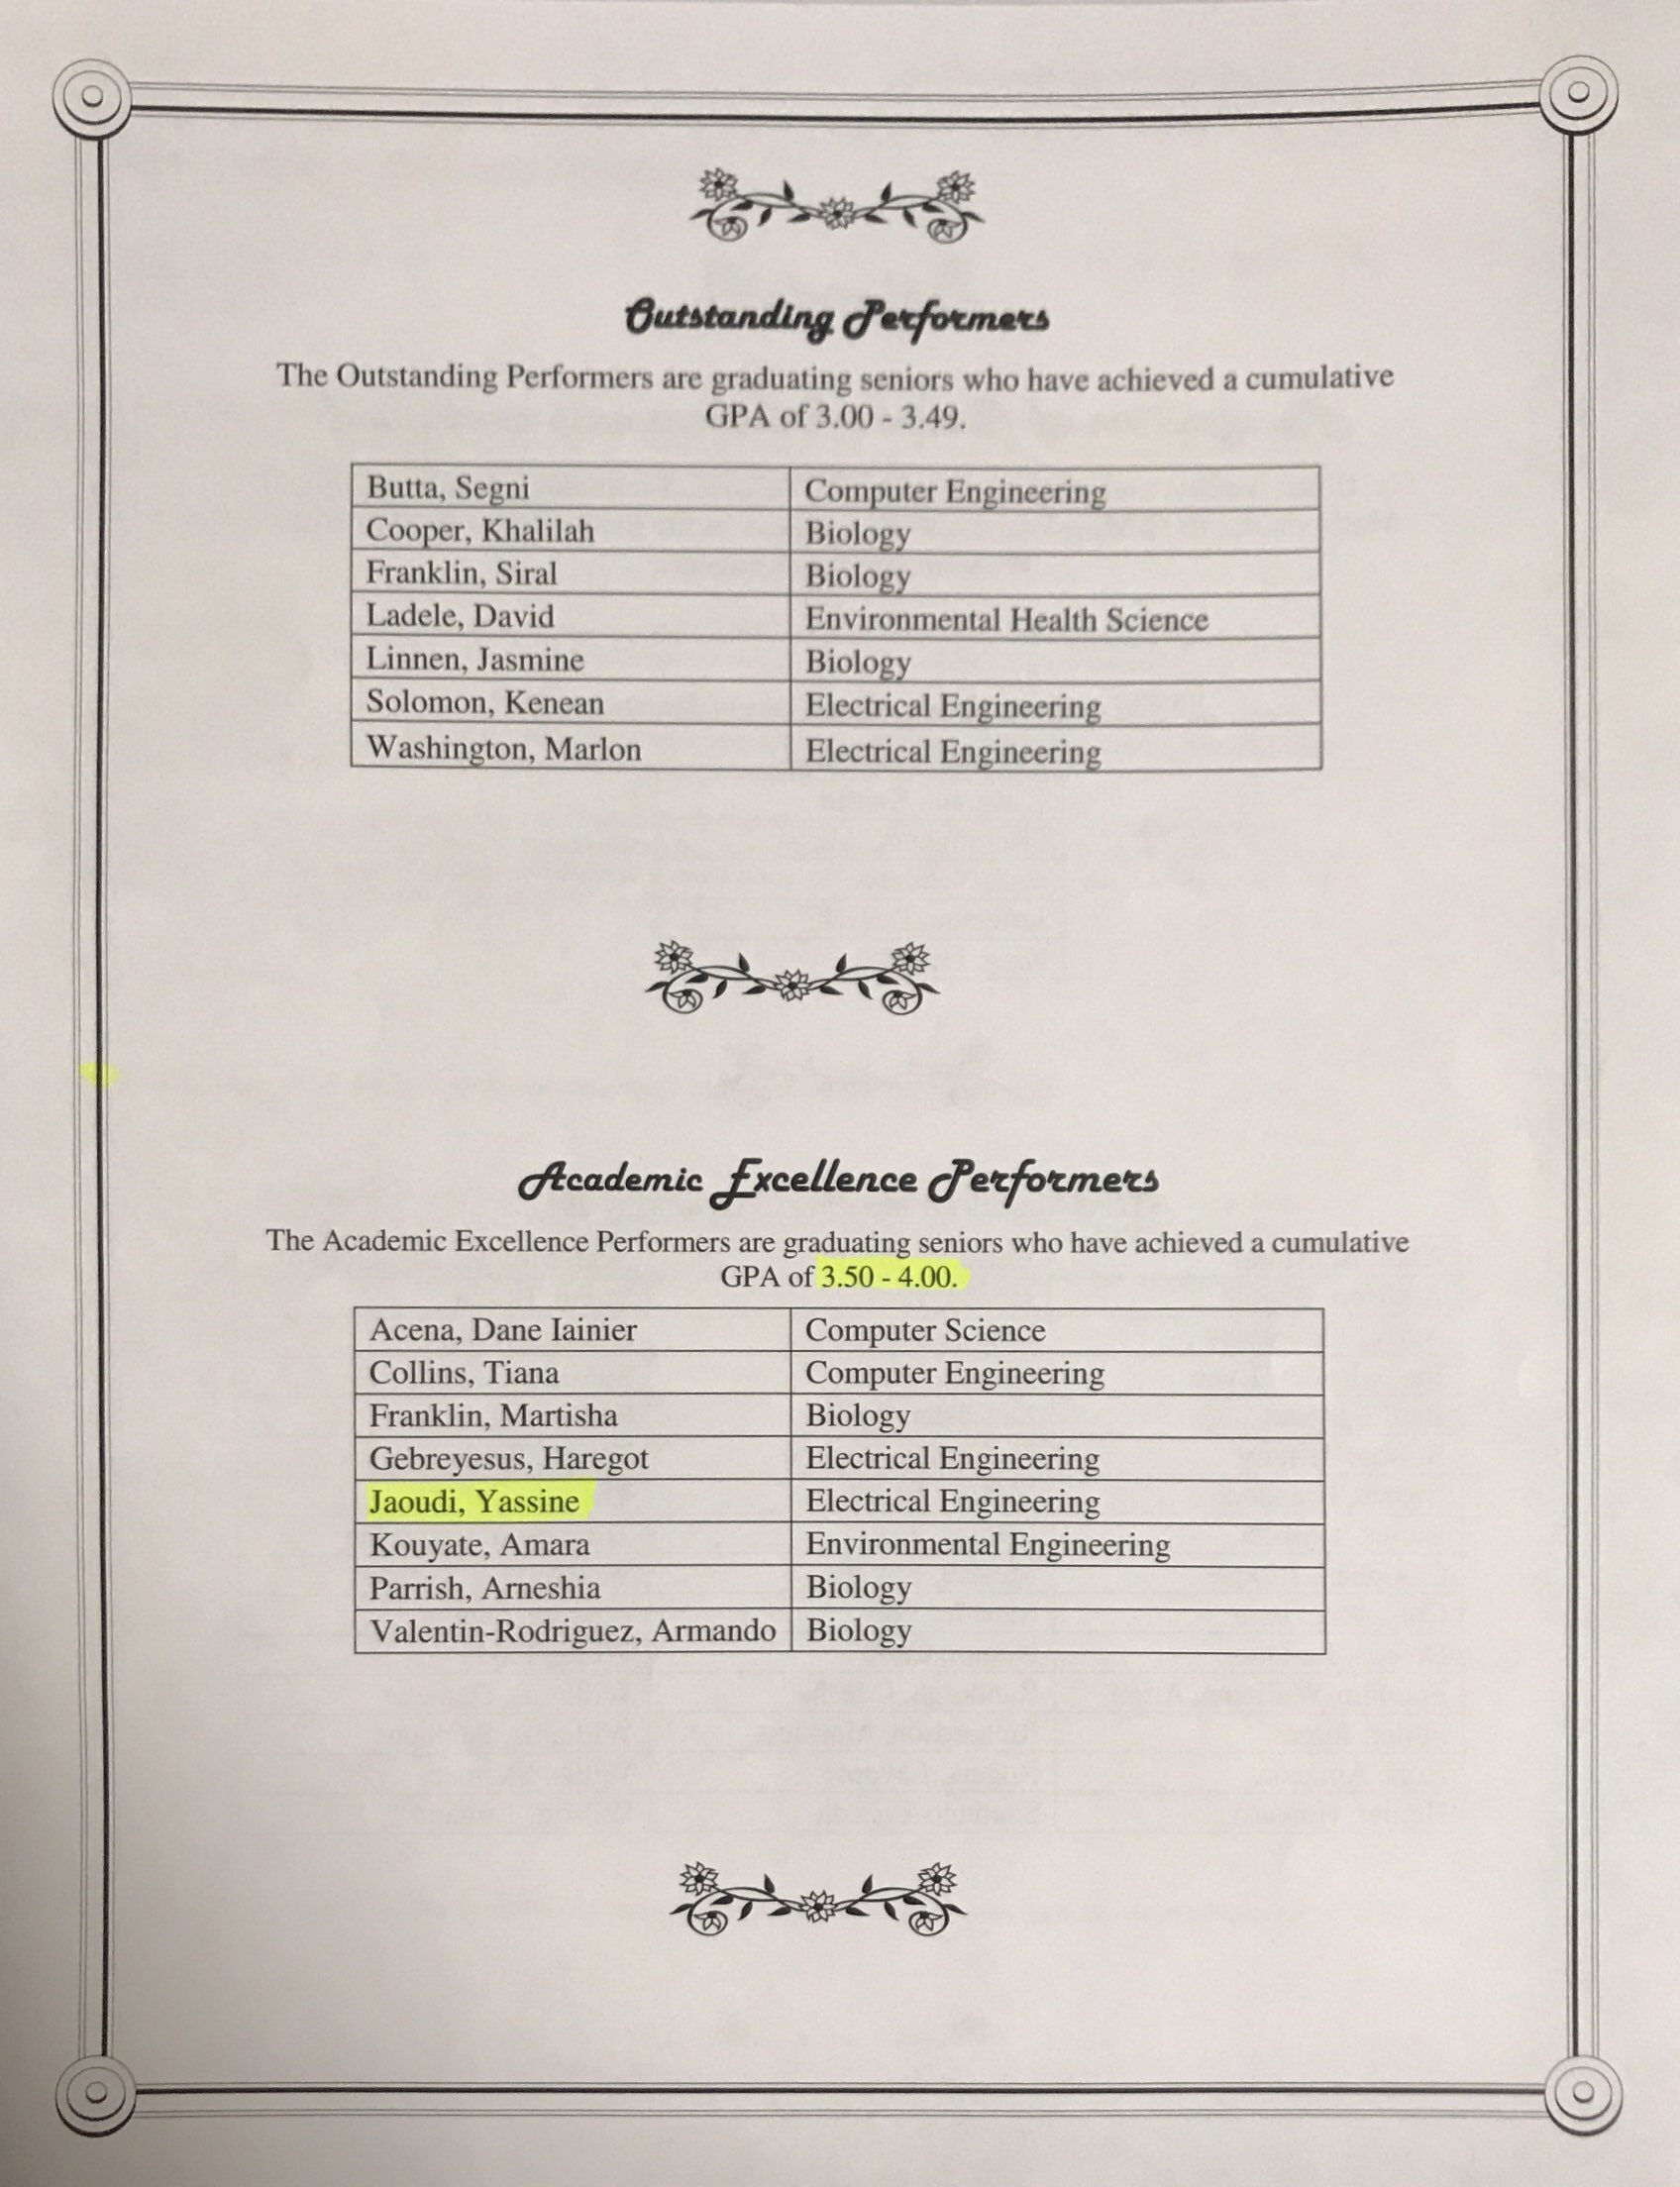 Outstanding Performers
The Outstanding Performers are graduating seniors who have achieved a cumulative
GPA of 3.00 - 3.49.
Butta, Segni Computer Engineering
Cooper, Khalilah Biology
Franklin, Siral Biology
Ladele, David Environmental Health Science
Linnen, Jasmine Biology
Solomon, Kenean Electrical Engineering
Washington, Marlon Electrical Engineering
Academic Excellence Performers
The Academic Excellence Performers are graduating seniors who have achieved a cumulative
GPA of 3.50 - 4.00.
Acena, Dane Iainier Computer Science
Collins, Tiana Computer Engineering
Franklin, Martisha Biology
Gebreyesus, Haregot Electrical Engineering
Jaoudi, Yassine Electrical Engineering
Kouyate, Amara Environmental Engineering
Parrish, Arneshia Biology
Valentin-Rodriguez, Armando Biology